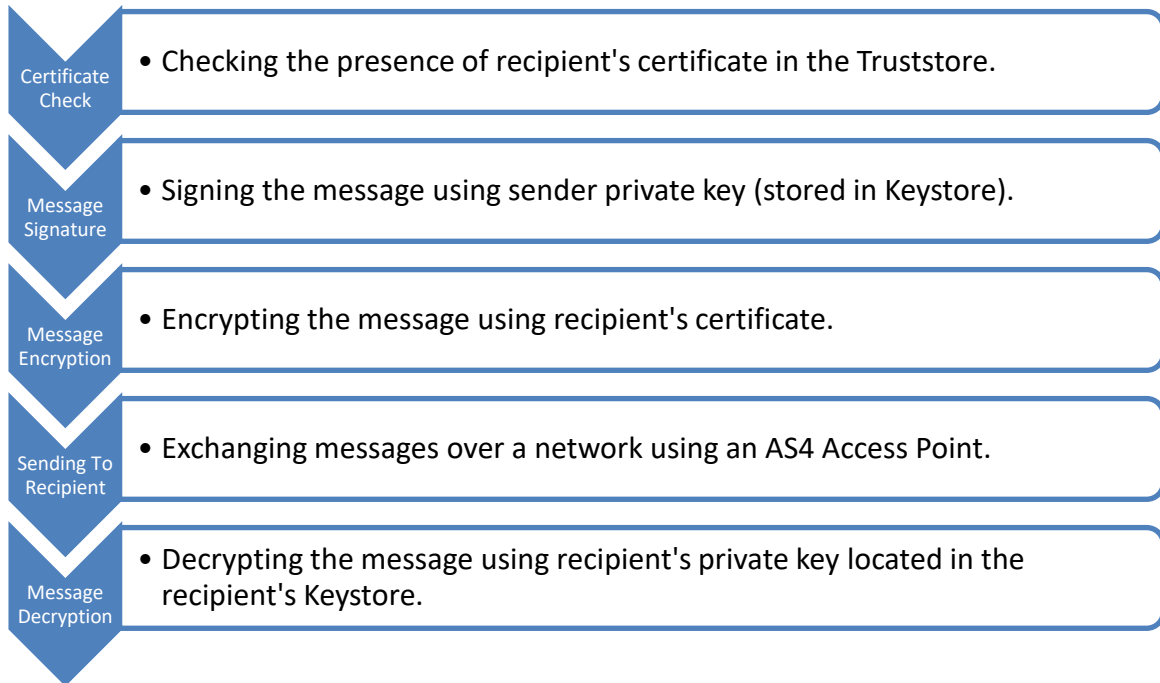 Certificate
Check
• Checking the presence of recipient's certificate in the Truststore.
Message
Signature
• Signing the message using sender private key (stored in Keystore).
Message
Encryption
• Encrypting the message using recipient's certificate.
Sending To
Recipient
• Exchanging messages over a network using an AS4 Access Point.
Message
Decryption
• Decrypting the message using recipient's private key located in the
recipient's Keystore.